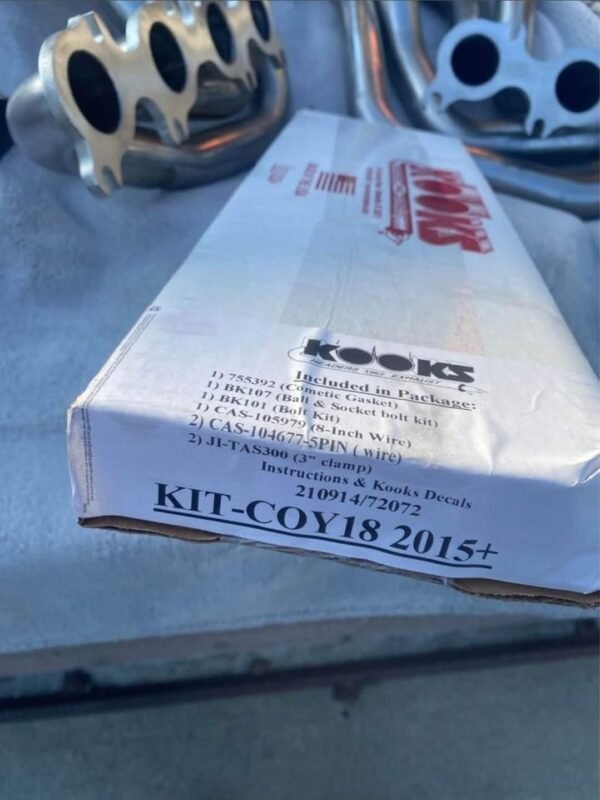 KOOKS
KOOKS
HEADERS AND EXHAUST
Included in Package:
1) 755392 (Cometic Gasket)
1) BK107 (Ball & Socket bolt kit)
1) BK101 (Bolt Kit)
1) CAS-105979 (8-Inch Wire)
2) CAS-104677-5PIN (wire)
2) JI-TAS300 (3" clamp)
Instructions & Kooks Decals
210914/72072
KIT-COY18 2015+